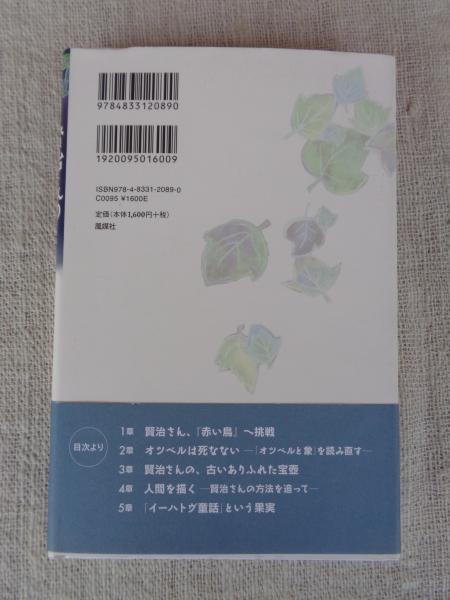 9784833120890
1920095016009
ISBN978-4-8331-2089-0
C0095 ¥1600E
定価(本体1,600円+税)
風媒社
目次より
1章 賢治さん、『赤い鳥』へ挑戦
2章 オツベルは死なない ―「オツベルと象」を読み直す―
3章 賢治さんの、古いありふれた宝壺
4章 人間を描く ―賢治さんの方法を追って―
5章 「イーハトヴ童話」という果実